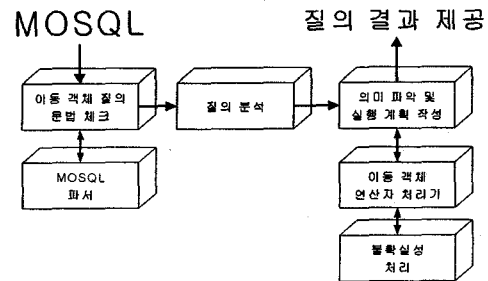 MOSQL
질의 결과 제공
이동 객체 질의
문법 체크
질의 분석
의미 파악 및
실행 계획 작성
MOSQL
파서
이동 객체
연산자 처리기
불확실성
처리